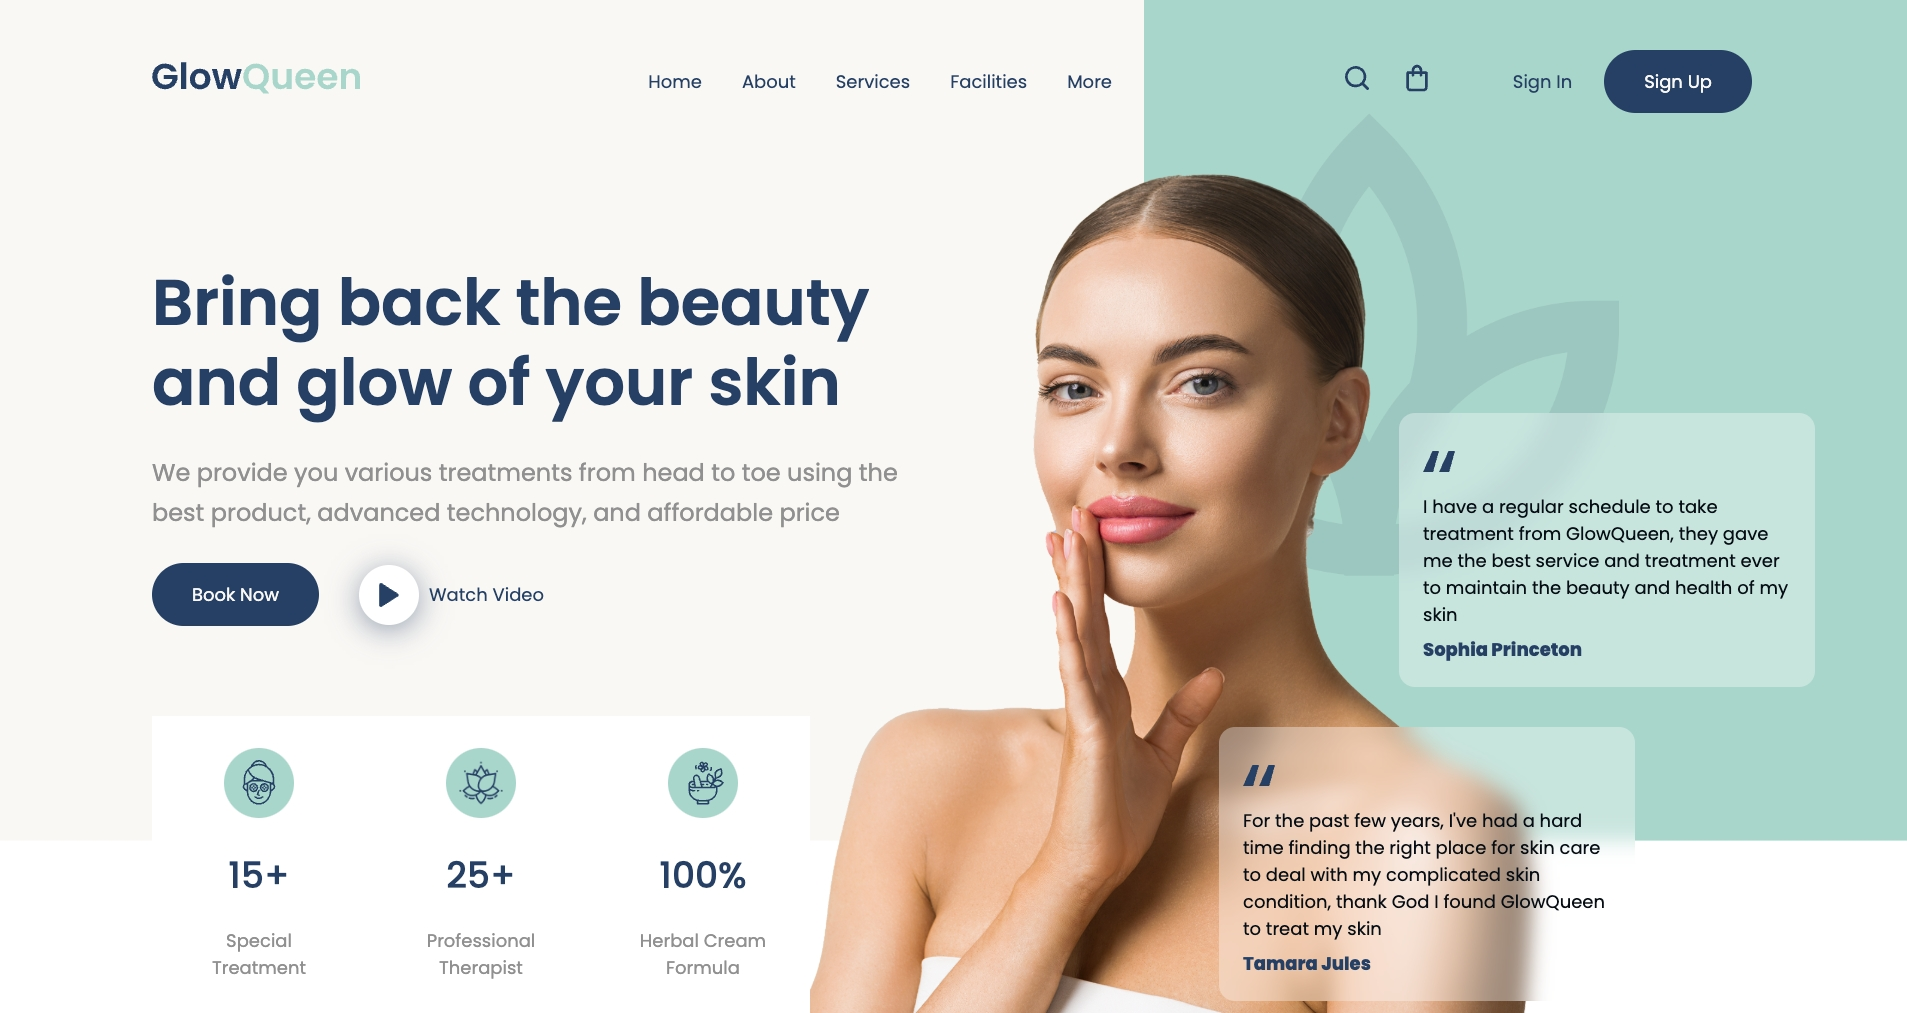 GlowQueen
Home
About
Services
Facilities
More
Sign In
Sign Up
Bring back the beauty
and glow of your skin
We provide you various treatments from head to toe using the
best product, advanced technology, and affordable price
Book Now
Watch Video
“
I have a regular schedule to take
treatment from GlowQueen, they gave
me the best service and treatment ever
to maintain the beauty and health of my
skin
Sophia Princeton
“
For the past few years, I've had a hard
time finding the right place for skin care
to deal with my complicated skin
condition, thank God I found GlowQueen
to treat my skin
Tamara Jules
15+
Special
Treatment
25+
Professional
Therapist
100%
Herbal Cream
Formula